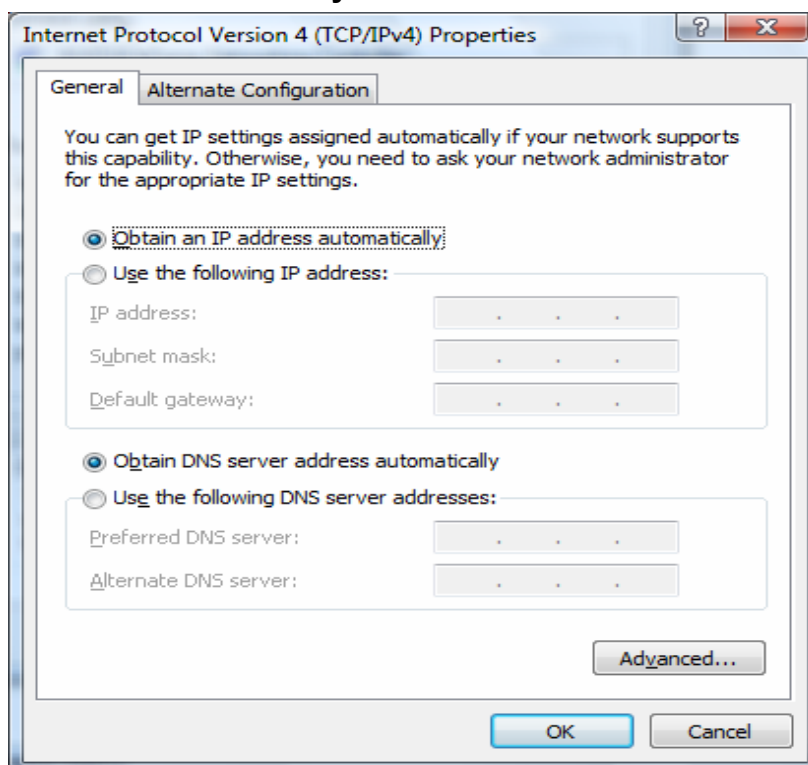 Internet Protocol Version 4 (TCP/IPv4) Properties
General
Alternate Configuration
You can get IP settings assigned automatically if your network supports
this capability. Otherwise, you need to ask your network administrator
for the appropriate IP settings.
Obtain an IP address automatically
Use the following IP address:
IP address:
Subnet mask:
Default gateway:
Obtain DNS server address automatically
Use the following DNS server addresses:
Preferred DNS server:
Alternate DNS server:
Advanced...
OK
Cancel